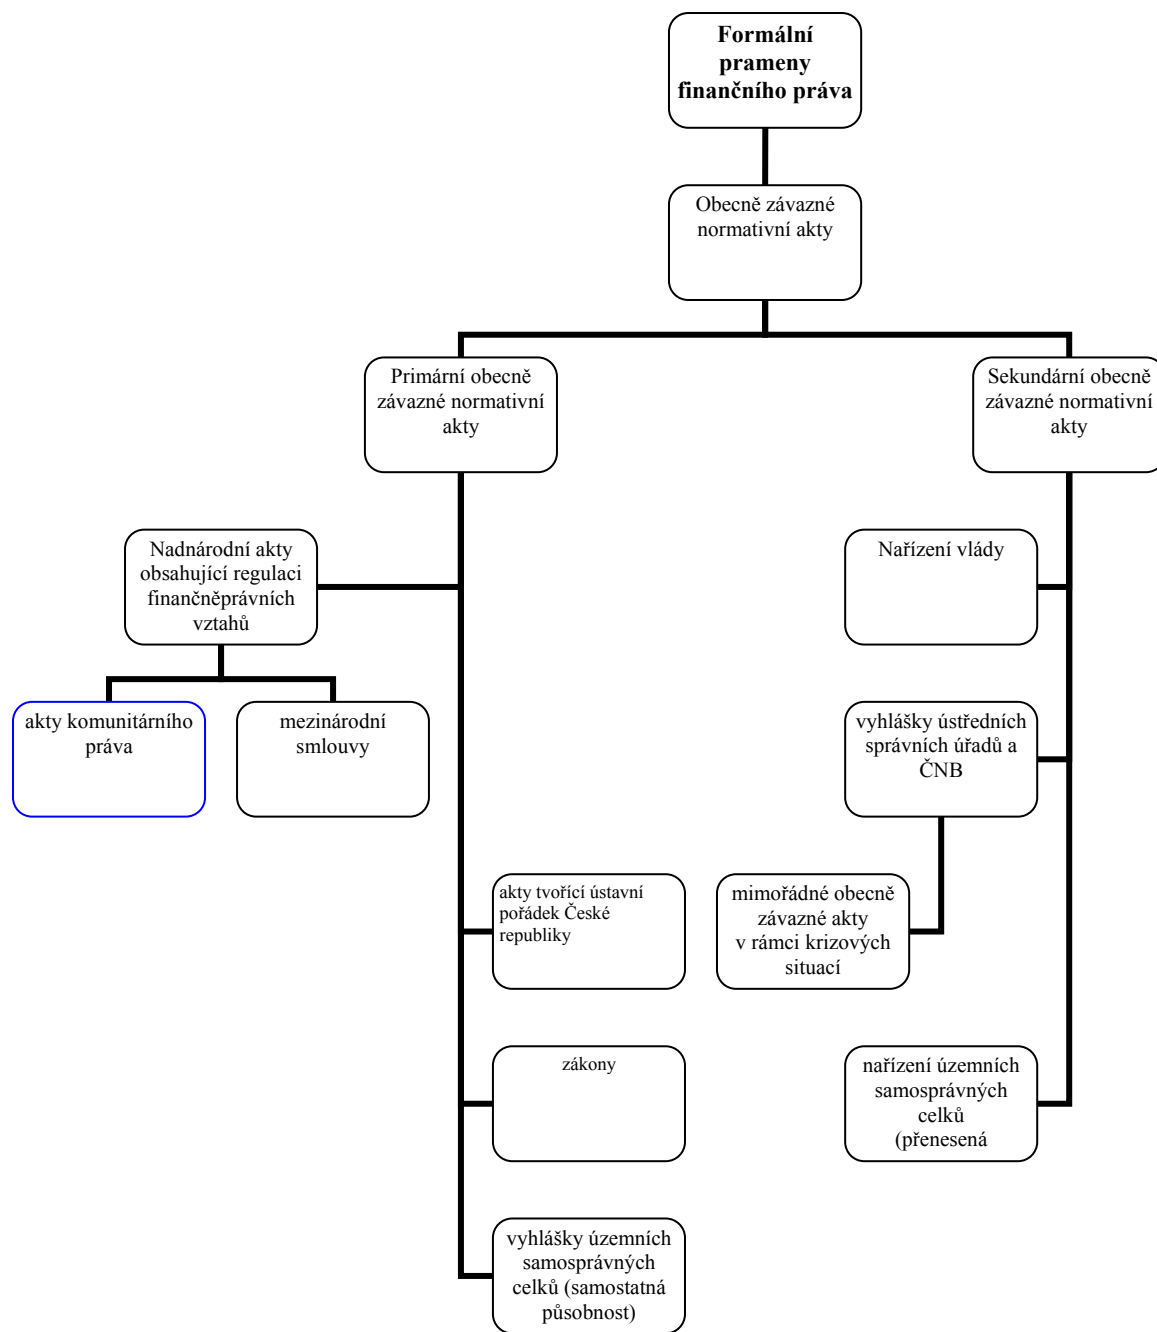 Formální
prameny
finančního práva
Obecně závazné
normativní akty
Primární obecně
závazné normativní
akty
Sekundární obecně
závazné normativní
akty
Nadnárodní akty
obsahující regulaci
finančněprávních
vztahů
Nařízení vlády
akty komunitárního
práva
mezinárodní
smlouvy
vyhlášky ústředních
správních úřadů a
ČNB
akty tvořící ústavní
pořádek České
republiky
mimořádné obecně
závazné akty
v rámci krizových
situací
zákony
nařízení územních
samosprávných
celků
(přenesená
vyhlášky územních
samosprávných
celků (samostatná
působnost)